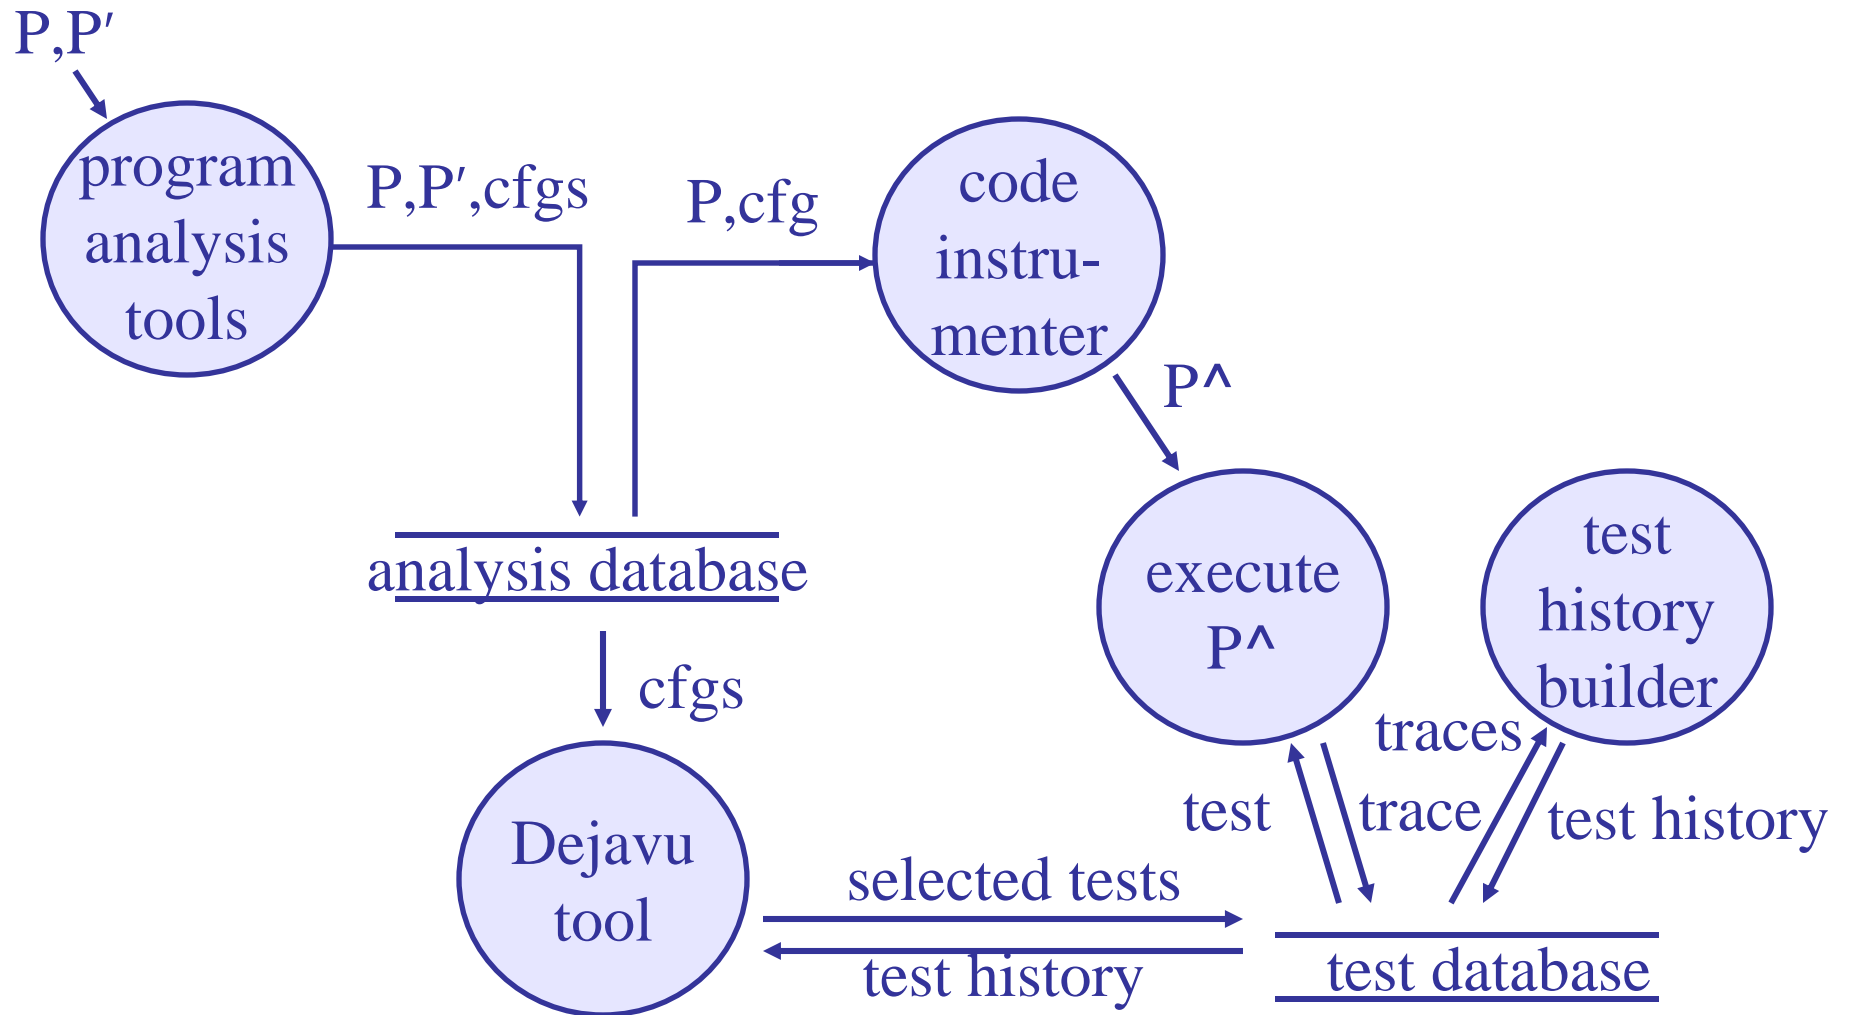 P,P′
program
analysis
tools
P,P′,cfgs
P,cfg
code
instru-
menter
P^
analysis database
execute
P^
test
history
builder
cfgs
traces
test
trace
test history
Dejavu
tool
selected tests
test history
test database